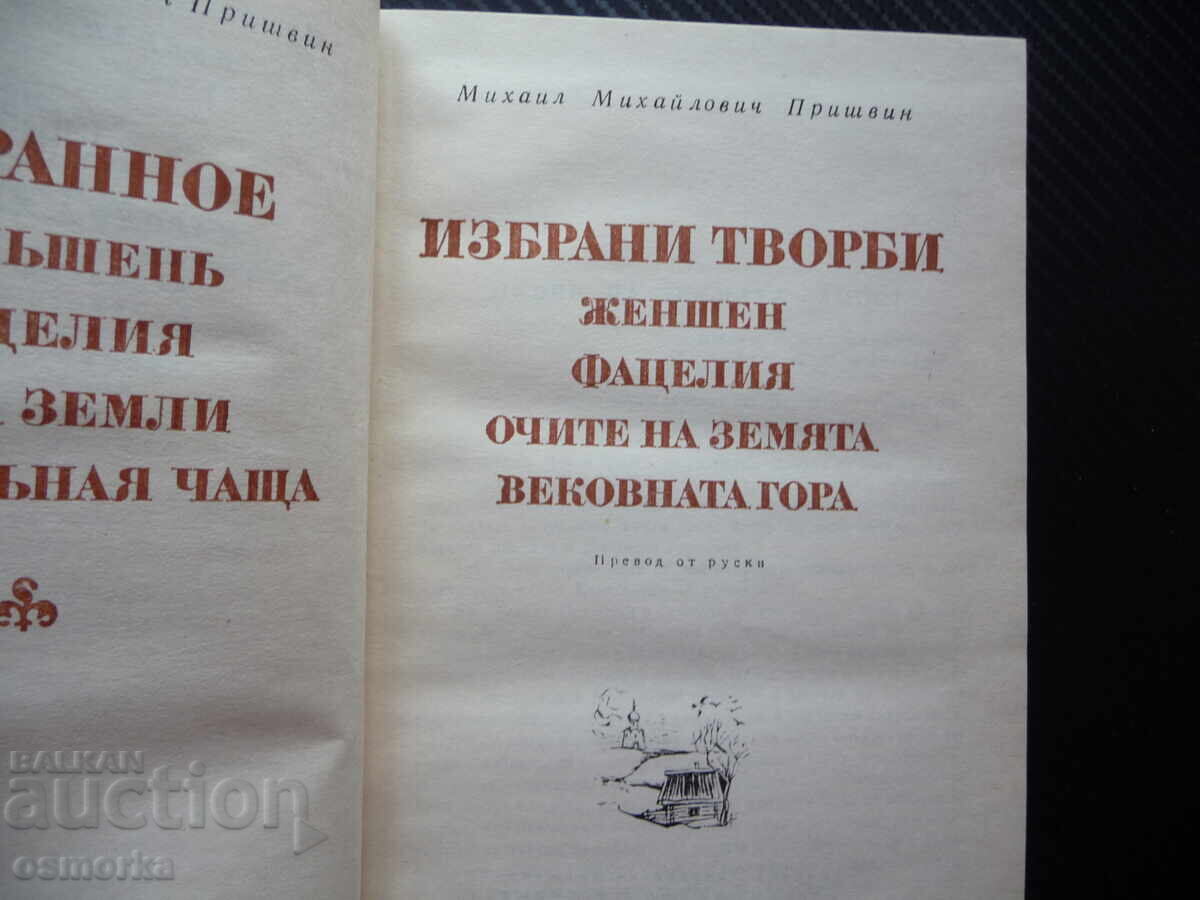 Пришвин
РАННОЕ
ЬШЕНЬ
ЦЕЛИЯ
ЗЕМЛИ
ЬНАЯ ЧАЩА
Михаил Михайлович Пришвин
ИЗБРАНИ ТВОРБИ
ЖЕНШЕН
ФАЦЕЛИЯ
ОЧИТЕ НА ЗЕМЯТА
ВЕКОВНАТА ГОРА
Превод от руски
BALKAN
auction
osmorka